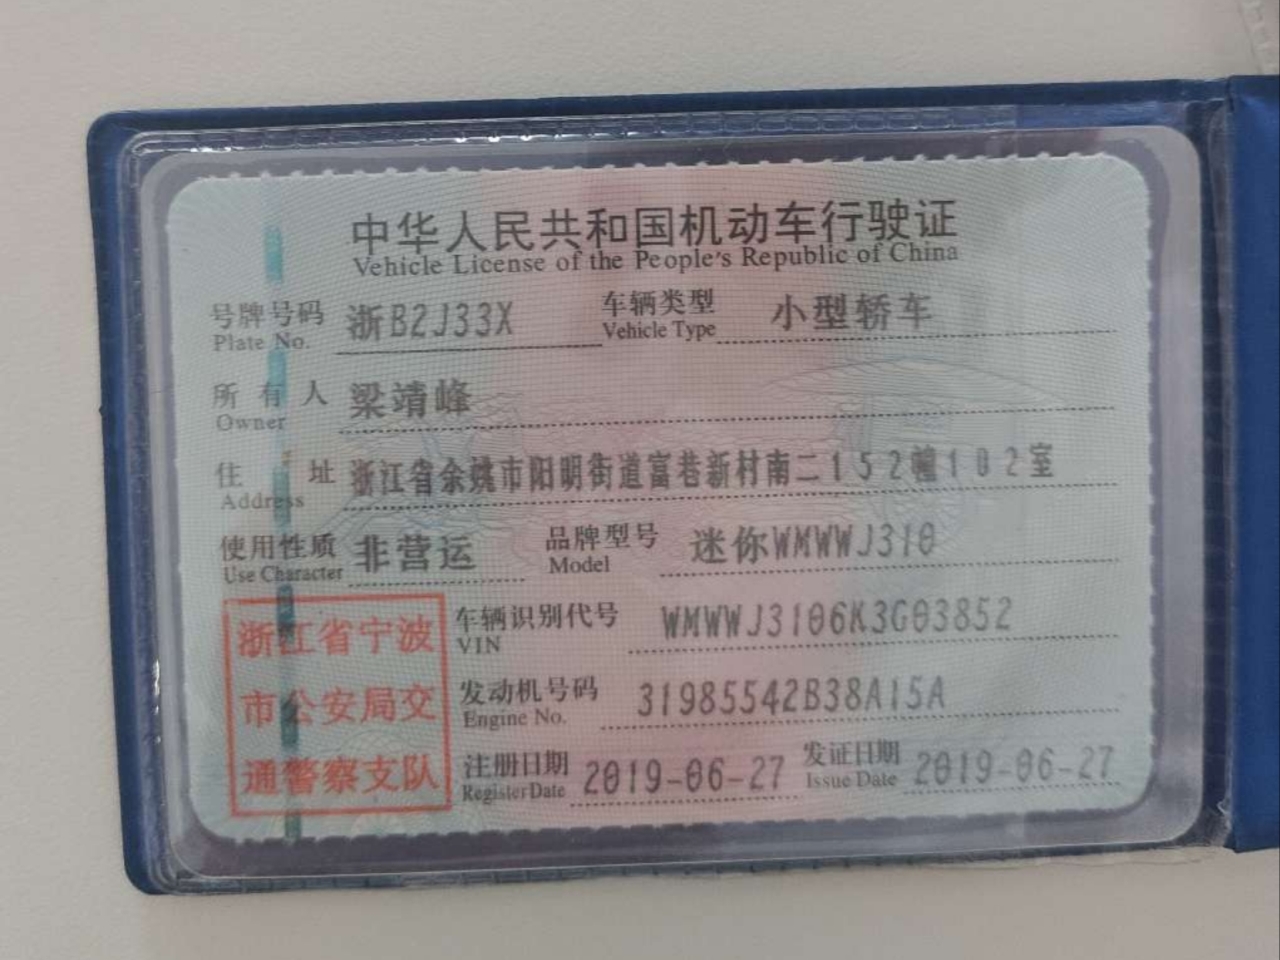 中华人民共和国机动车行驶证
Vehicle License of the People's Republic of China
号牌号码 浙B2J33X 车辆类型 小型轿车
Plate No. Vehicle Type
所有人 梁靖峰
Owner
住址 浙江省余姚市阳明街道富巷新村南二152幢102室
Address
使用性质 非营运 品牌型号 迷你WMWWJ310
Use Character Model
浙江省宁波
市公安局交
通警察支队
车辆识别代号 WMWWJ3106K3G03852
VIN
发动机号码 31985542B38A15A
Engine No.
注册日期 2019-06-27 发证日期 2019-06-27
Register Date Issue Date